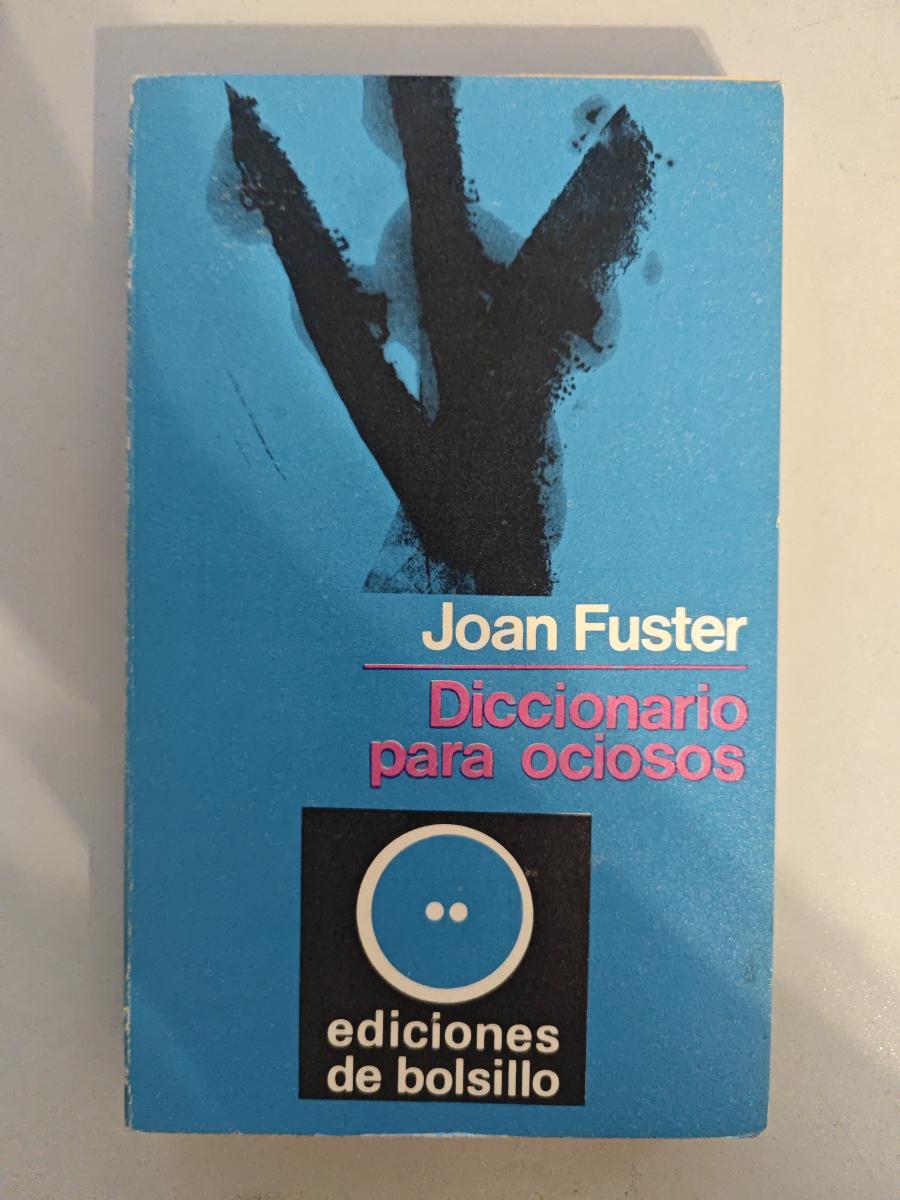 Joan Fuster
Diccionario
para ociosos
ediciones
de bolsillo